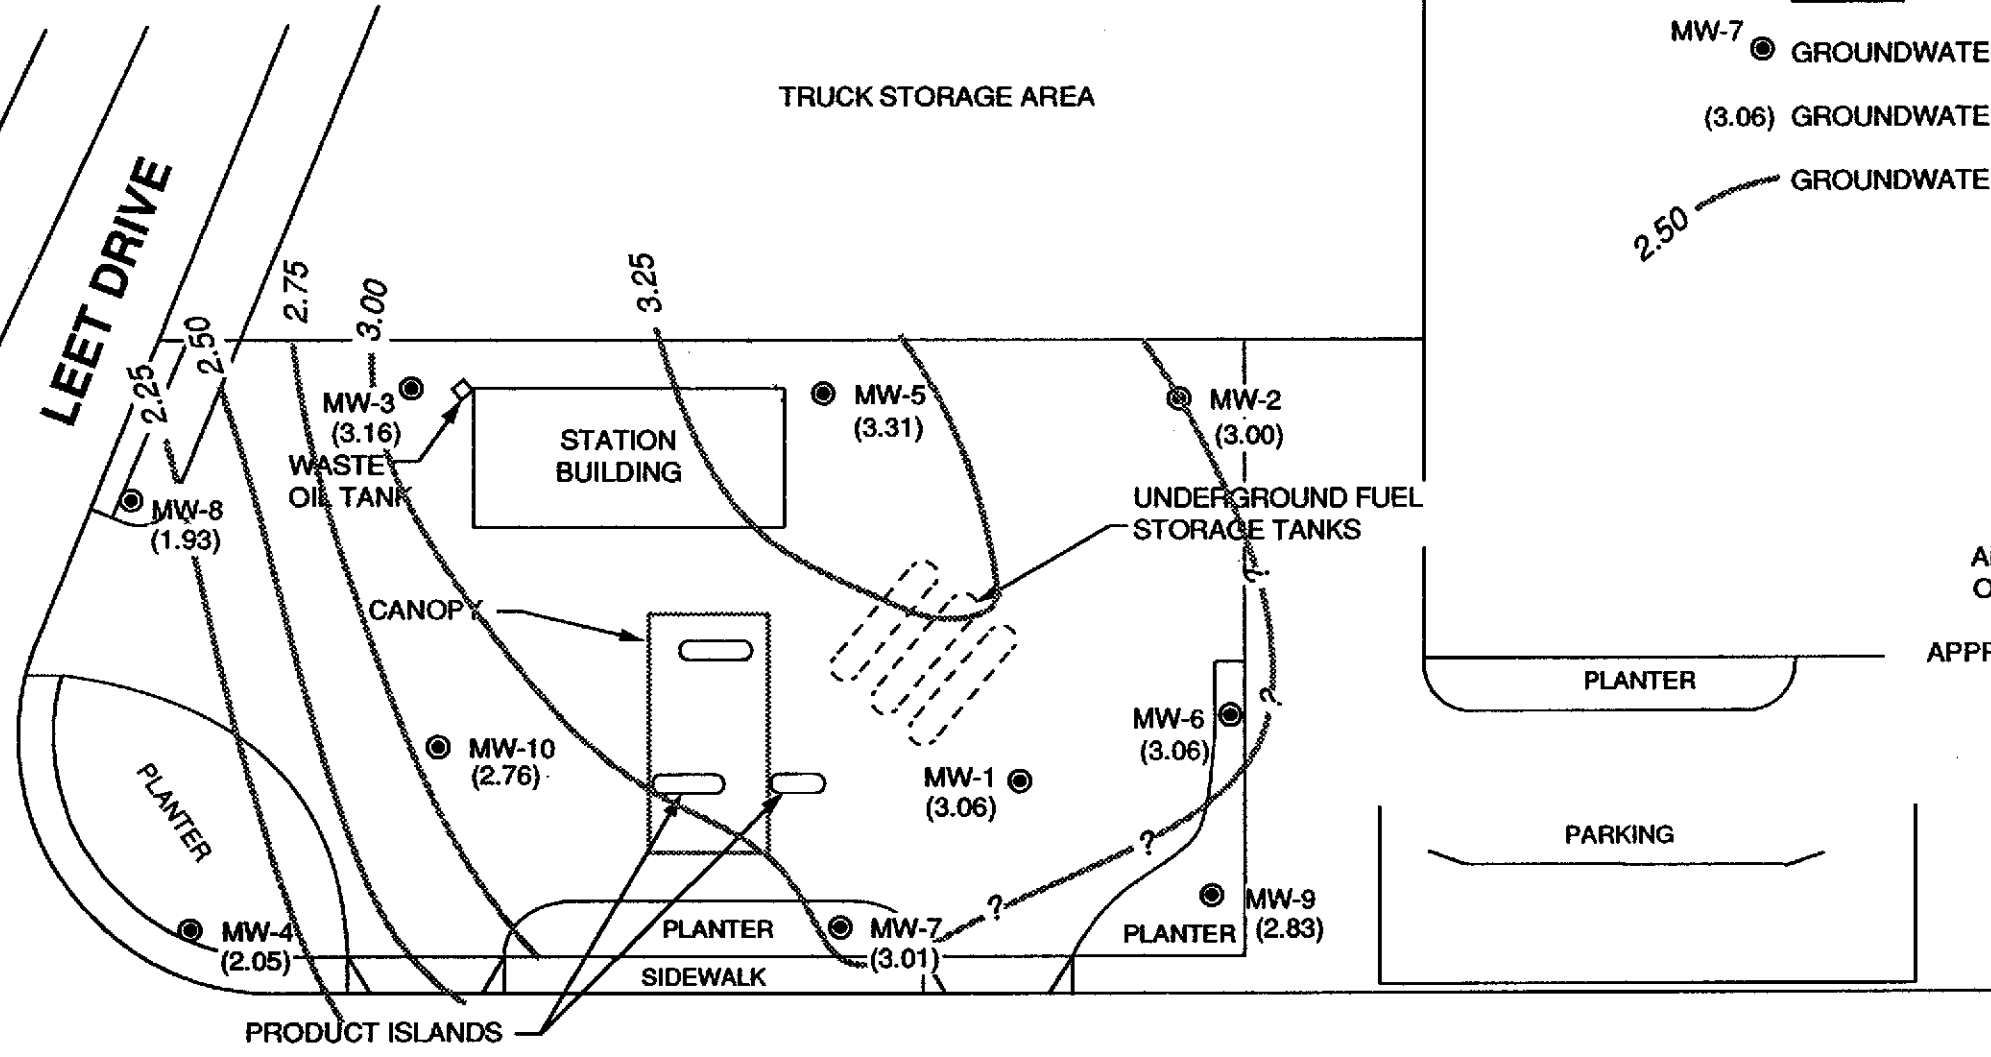 MW-7
GROUNDWATE
(3.06) GROUNDWATE
GROUNDWATE
2.50
TRUCK STORAGE AREA
LEET DRIVE
2.25
2.50
2.75
3.00
3.25
MW-3
(3.16)
WASTE
OIL TANK
STATION
BUILDING
MW-5
(3.31)
MW-2
(3.00)
UNDERGROUND FUEL
STORAGE TANKS
MW-8
(1.93)
CANOPY
?
?
MW-6
(3.06)
PLANTER
APPR
O
MW-10
(2.76)
MW-1
(3.06)
PLANTER
?
?
PARKING
MW-4
(2.05)
PLANTER
MW-7
(3.01)
PLANTER
MW-9
(2.83)
SIDEWALK
PRODUCT ISLANDS